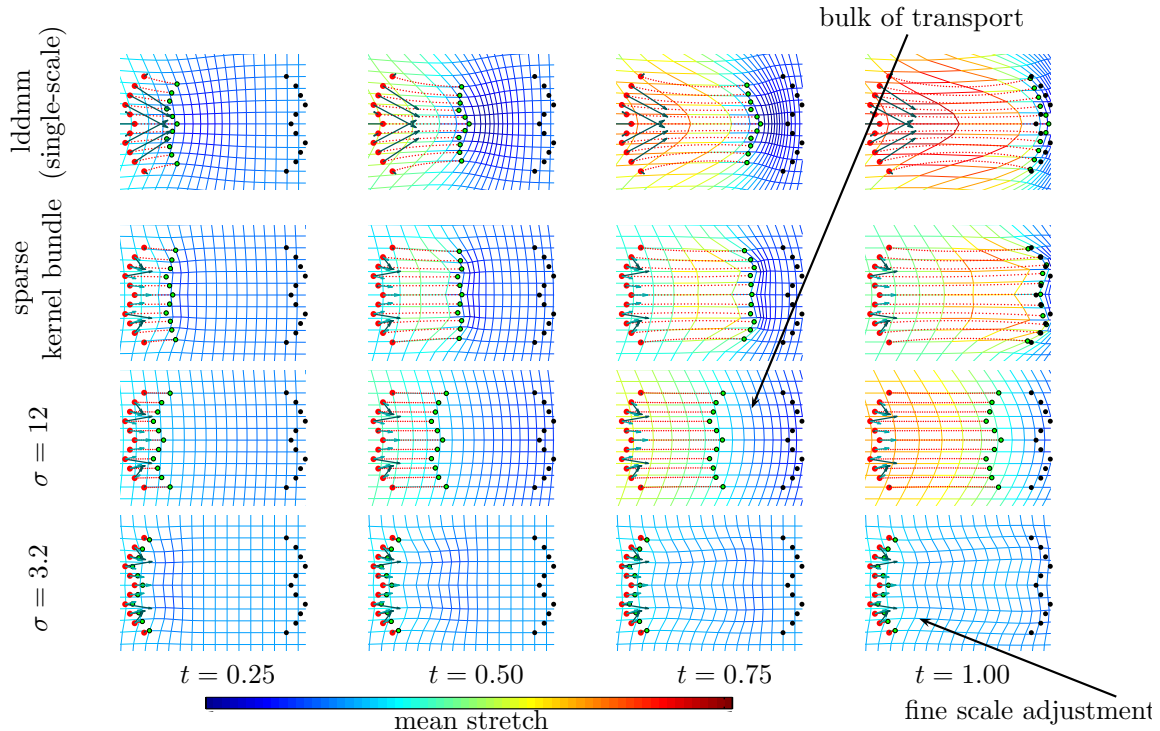 bulk of transport
lddmm
(single-scale)
sparse
kernel bundle
σ = 12
σ = 3.2
t = 0.25
t = 0.50
t = 0.75
t = 1.00
mean stretch
fine scale adjustment